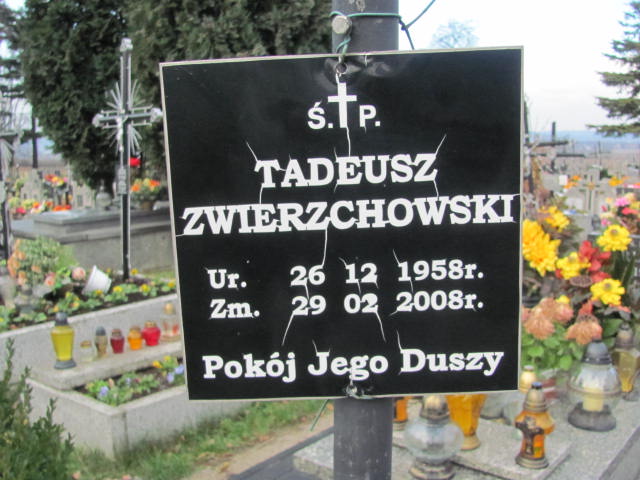 Ś. P.
TADEUSZ
ZWIERZCHOWSKI
Ur. 26 12 1958r.
Zm. 29 02 2008r.
Pokój Jego Duszy